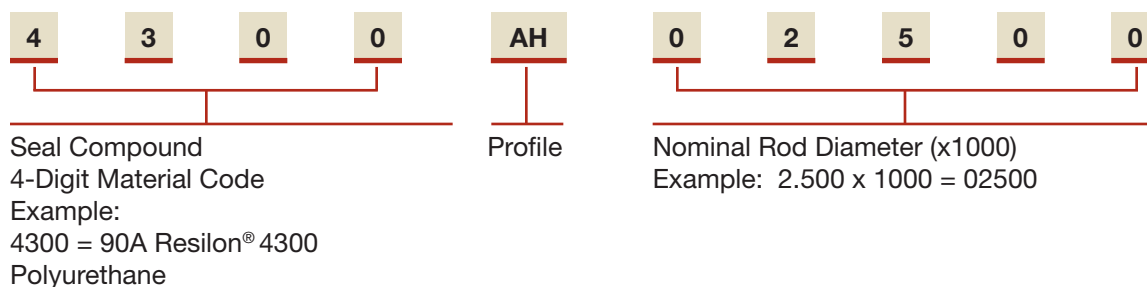 4 3 0 0 AH 0 2 5 0 0
Seal Compound
4-Digit Material Code
Example:
4300 = 90A Resilon® 4300
Polyurethane
Profile
Nominal Rod Diameter (x1000)
Example: 2.500 x 1000 = 02500